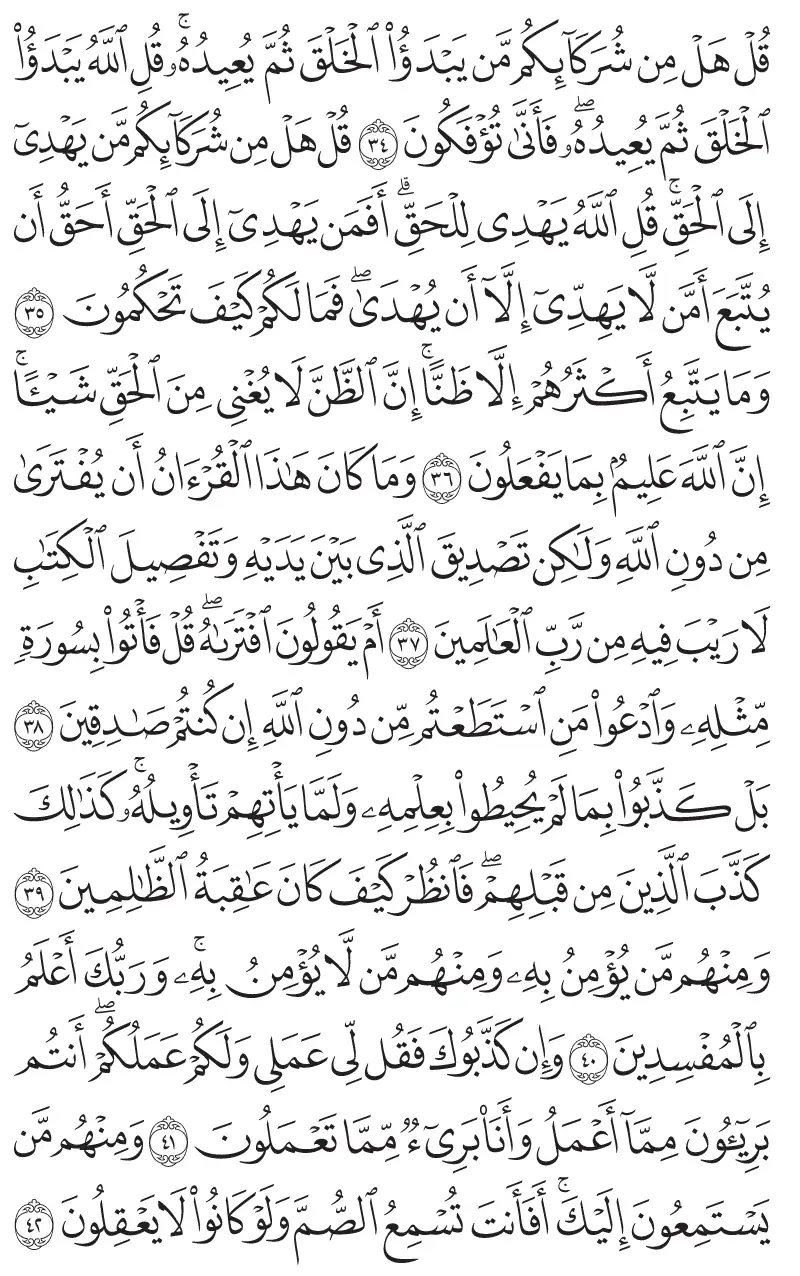 قُلۡ هَلۡ مِن شُرَكَآئِكُم مَّن يَبۡدَؤُاْ ٱلۡخَلۡقَ ثُمَّ يُعِيدُهُۥۚ قُلِ ٱللَّهُ يَبۡدَؤُاْ
ٱلۡخَلۡقَ ثُمَّ يُعِيدُهُۥۖ فَأَنَّىٰ تُؤۡفَكُونَ ٣٤ قُلۡ هَلۡ مِن شُرَكَآئِكُم مَّن يَهۡدِيٓ
إِلَى ٱلۡحَقِّۚ قُلِ ٱللَّهُ يَهۡدِي لِلۡحَقِّۗ أَفَمَن يَهۡدِيٓ إِلَى ٱلۡحَقِّ أَحَقُّ أَن
يُتَّبَعَ أَمَّن لَّا يَهِدِّيٓ إِلَّآ أَن يُهۡدَىٰۖ فَمَا لَكُمۡ كَيۡفَ تَحۡكُمُونَ ٣٥
وَمَا يَتَّبِعُ أَكۡثَرُهُمۡ إِلَّا ظَنًّاۚ إِنَّ ٱلظَّنَّ لَا يُغۡنِي مِنَ ٱلۡحَقِّ شَيۡـًٔاۚ
إِنَّ ٱللَّهَ عَلِيمُۢ بِمَا يَفۡعَلُونَ ٣٦ وَمَا كَانَ هَٰذَا ٱلۡقُرۡءَانُ أَن يُفۡتَرَىٰ
مِن دُونِ ٱللَّهِ وَلَٰكِن تَصۡدِيقَ ٱلَّذِي بَيۡنَ يَدَيۡهِ وَتَفۡصِيلَ ٱلۡكِتَٰبِ
لَا رَيۡبَ فِيهِ مِن رَّبِّ ٱلۡعَٰلَمِينَ ٣٧ أَمۡ يَقُولُونَ ٱفۡتَرَىٰهُۖ قُلۡ فَأۡتُواْ بِسُورَةٖ
مِّثۡلِهِۦ وَٱدۡعُواْ مَنِ ٱسۡتَطَعۡتُم مِّن دُونِ ٱللَّهِ إِن كُنتُمۡ صَٰدِقِينَ ٣٨
بَلۡ كَذَّبُواْ بِمَا لَمۡ يُحِيطُواْ بِعِلۡمِهِۦ وَلَمَّا يَأۡتِهِمۡ تَأۡوِيلُهُۥۚ كَذَٰلِكَ
كَذَّبَ ٱلَّذِينَ مِن قَبۡلِهِمۡۖ فَٱنظُرۡ كَيۡفَ كَانَ عَٰقِبَةُ ٱلظَّٰلِمِينَ ٣٩
وَمِنۡهُم مَّن يُؤۡمِنُ بِهِۦ وَمِنۡهُم مَّن لَّا يُؤۡمِنُ بِهِۦۚ وَرَبُّكَ أَعۡلَمُ
بِٱلۡمُفۡسِدِينَ ٤٠ وَإِن كَذَّبُوكَ فَقُل لِّي عَمَلِي وَلَكُمۡ عَمَلُكُمۡۖ أَنتُم
بَرِيٓـُٔونَ مِمَّآ أَعۡمَلُ وَأَنَا۠ بَرِيٓءٞ مِّمَّا تَعۡمَلُونَ ٤١ وَمِنۡهُم مَّن
يَسۡتَمِعُونَ إِلَيۡكَۚ أَفَأَنتَ تُسۡمِعُ ٱلصُّمَّ وَلَوۡ كَانُواْ لَا يَعۡقِلُونَ ٤٢